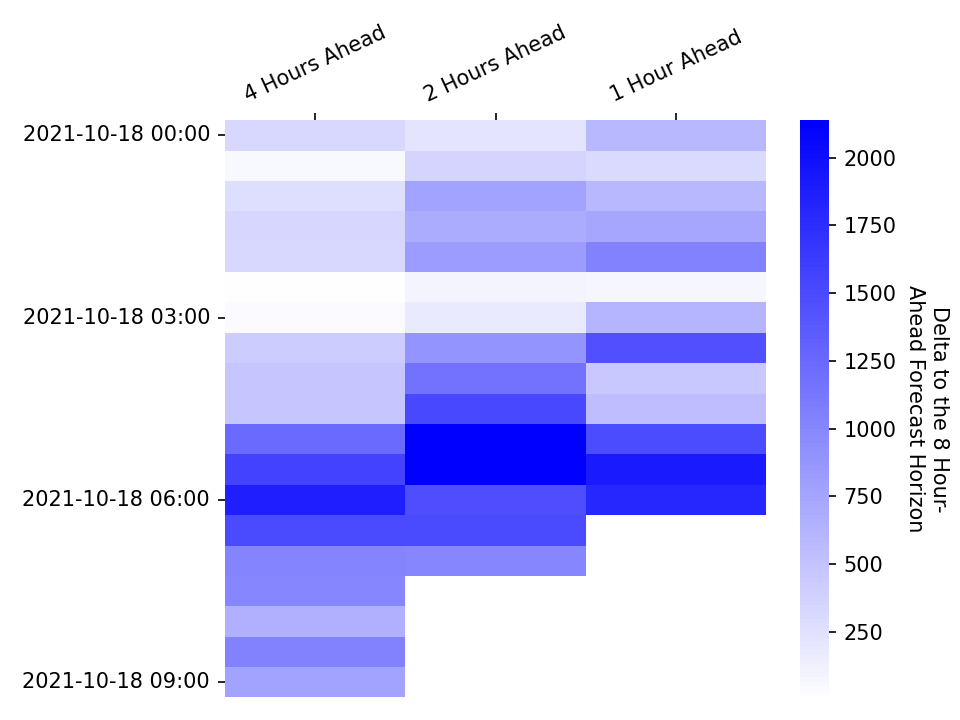 4 Hours Ahead
2 Hours Ahead
1 Hour Ahead
2021-10-18 00:00
2021-10-18 03:00
2021-10-18 06:00
2021-10-18 09:00
2000
1750
1500
1250
1000
750
500
250
Delta to the 8 Hour-
Ahead Forecast Horizon